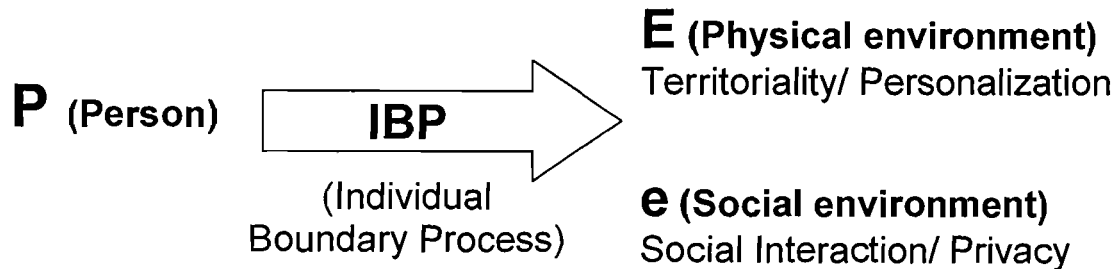 P (Person)
IBP
(Individual
Boundary Process)
E (Physical environment)
Territoriality/ Personalization
e (Social environment)
Social Interaction/ Privacy